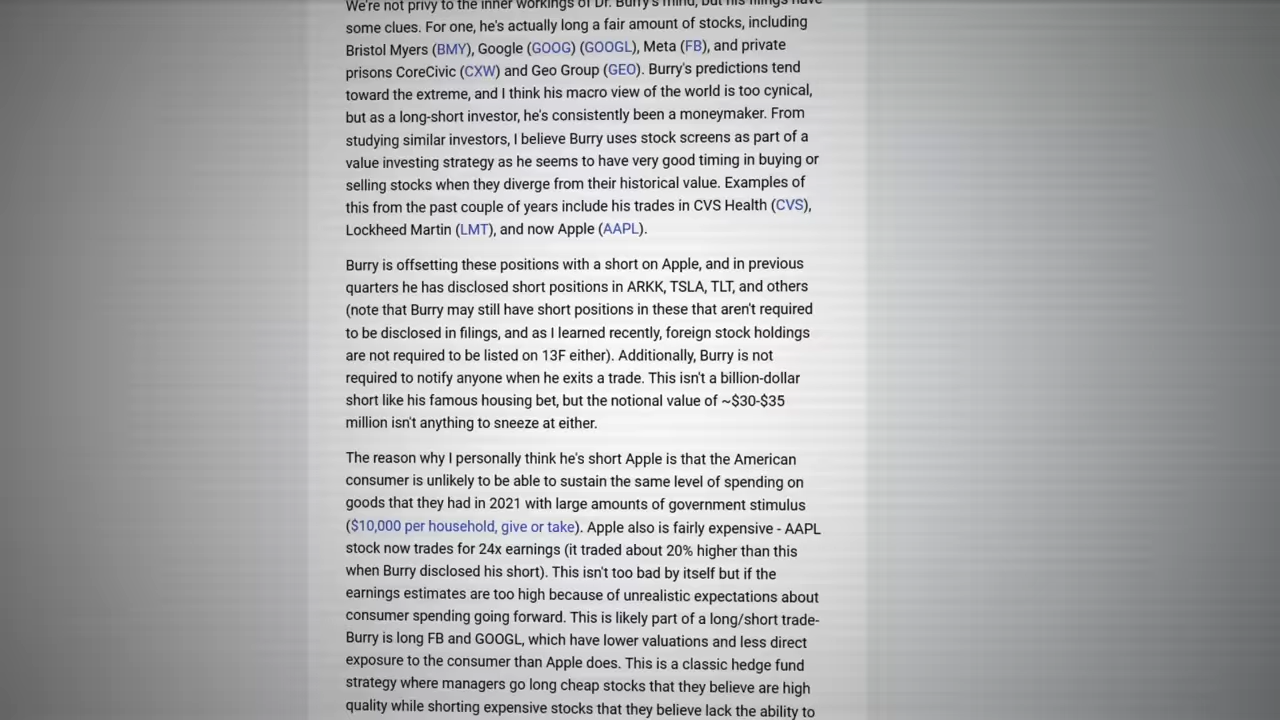 We're not privy to the inner workings of Dr. Burry's mind, but his filings have
some clues. For one, he's actually long a fair amount of stocks, including
Bristol Myers (BMY), Google (GOOG) (GOOGL), Meta (FB), and private
prisons CoreCivic (CXW) and Geo Group (GEO). Burry's predictions tend
toward the extreme, and I think his macro view of the world is too cynical,
but as a long-short investor, he's consistently been a moneymaker. From
studying similar investors, I believe Burry uses stock screens as part of a
value investing strategy as he seems to have very good timing in buying or
selling stocks when they diverge from their historical value. Examples of
this from the past couple of years include his trades in CVS Health (CVS),
Lockheed Martin (LMT), and now Apple (AAPL).
Burry is offsetting these positions with a short on Apple, and in previous
quarters he has disclosed short positions in ARKK, TSLA, TLT, and others
(note that Burry may still have short positions in these that aren't required
to be disclosed in filings, and as I learned recently, foreign stock holdings
are not required to be listed on 13F either). Additionally, Burry is not
required to notify anyone when he exits a trade. This isn't a billion-dollar
short like his famous housing bet, but the notional value of ~$30-$35
million isn't anything to sneeze at either.
The reason why I personally think he's short Apple is that the American
consumer is unlikely to be able to sustain the same level of spending on
goods that they had in 2021 with large amounts of government stimulus
($10,000 per household, give or take). Apple also is fairly expensive - AAPL
stock now trades for 24x earnings (it traded about 20% higher than this
when Burry disclosed his short). This isn't too bad by itself but if the
earnings estimates are too high because of unrealistic expectations about
consumer spending going forward. This is likely part of a long/short trade-
Burry is long FB and GOOGL, which have lower valuations and less direct
exposure to the consumer than Apple does. This is a classic hedge fund
strategy where managers go long cheap stocks that they believe are high
quality while shorting expensive stocks that they believe lack the ability to